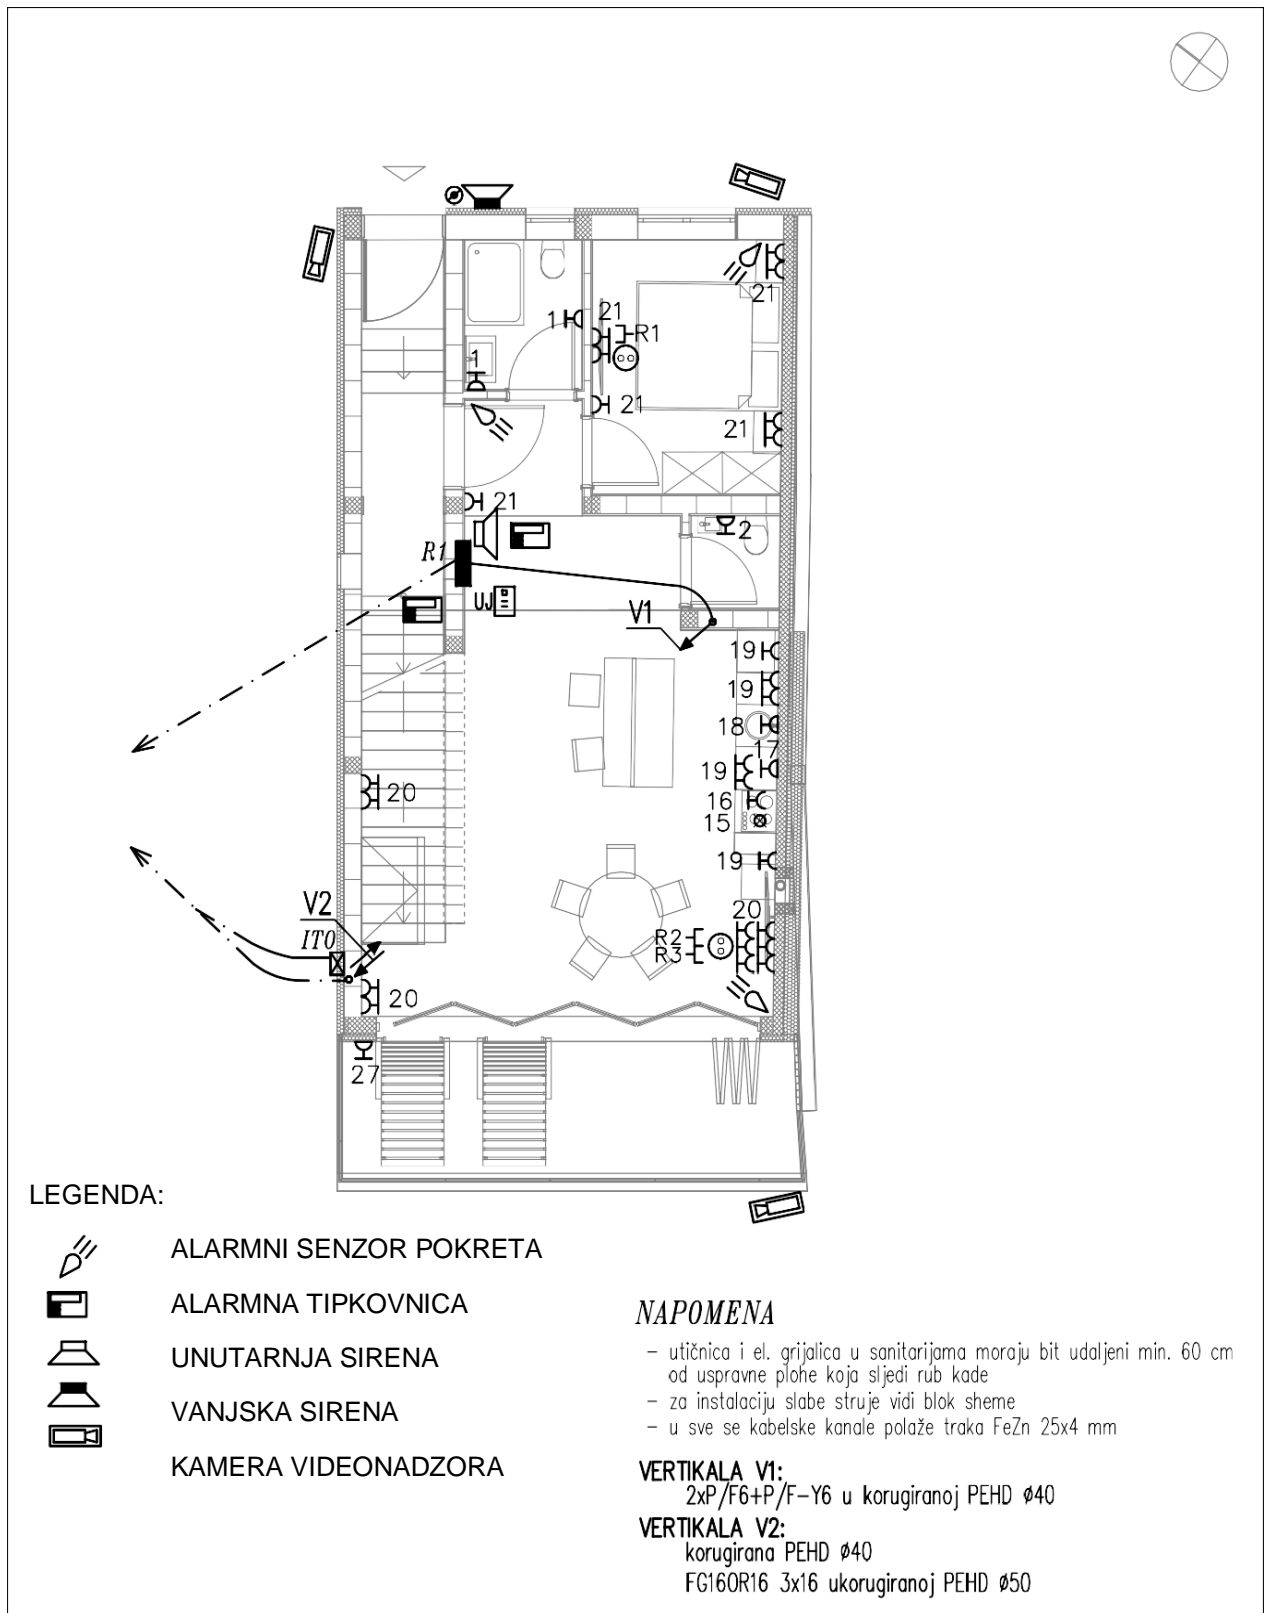 21
1
21
R1
1
21
21
21
2
R1
UJ
V1
19
19
18
17
19
20
16
15
19
V2
20
ITO
R2
R3
20
27
LEGENDA:
ALARMNI SENZOR POKRETA
ALARMNA TIPKOVNICA
UNUTARNJA SIRENA
VANJSKA SIRENA
KAMERA VIDEONADZORA
NAPOMENA
– utičnica i el. grijalica u sanitarijama moraju bit udaljeni min. 60 cm
od uspravne plohe koja sljedi rub kade
– za instalaciju slabe struje vidi blok sheme
– u sve se kabelske kanale polaže traka FeZn 25x4 mm
VERTIKALA V1:
2xP/F6+P/F-Y6 u korugiranoj PEHD ø40
VERTIKALA V2:
korugirana PEHD ø40
FG16OR16 3x16 ukorugiranoj PEHD ø50